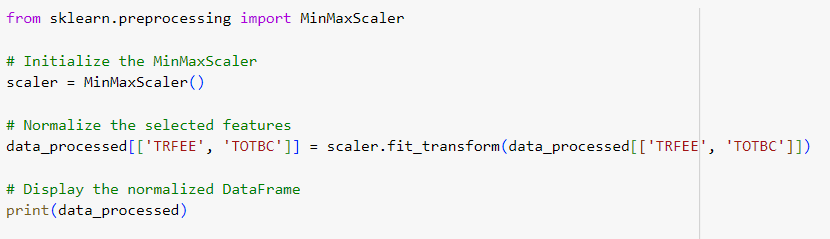 from sklearn.preprocessing import MinMaxScaler
# Initialize the MinMaxScaler
scaler = MinMaxScaler()
# Normalize the selected features
data_processed[['TRFEE', 'TOTBC']] = scaler.fit_transform(data_processed[['TRFEE', 'TOTBC']])
# Display the normalized DataFrame
print(data_processed)